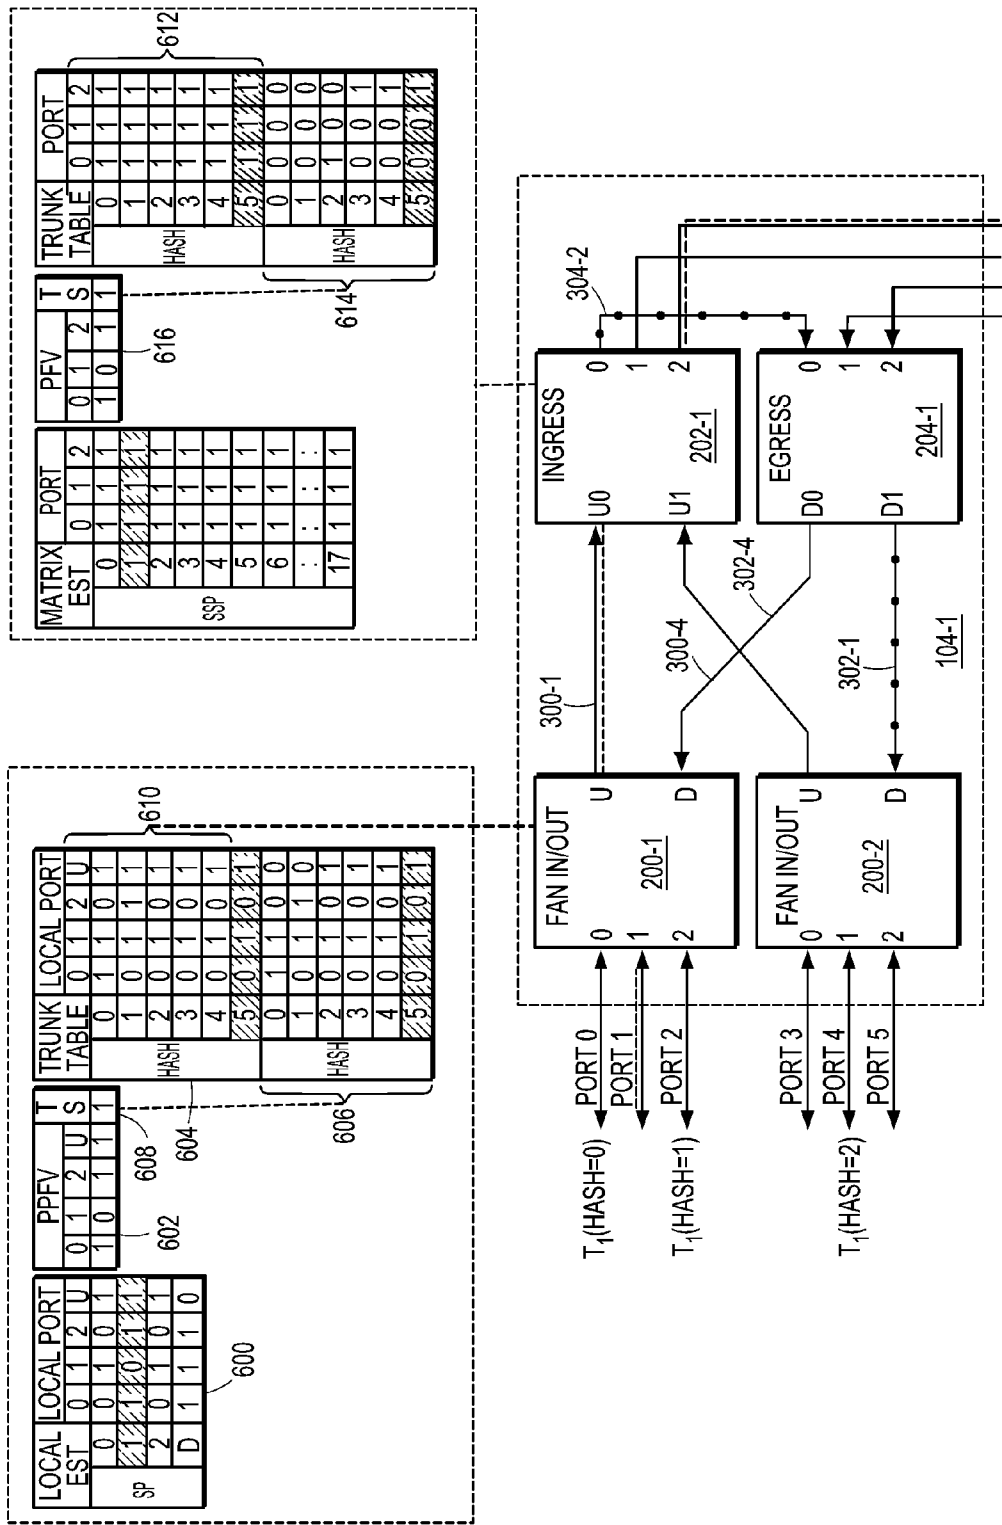 LOCAL EST LOCAL PORT
0 1 2 U
SP
0 0 1 0 1
1 1 0 1 1
2 0 1 0 1
D 1 1 1 0
600
PPFV T
0 1 2 U S
1 0 1 1 1
602
608
604
TRUNK TABLE LOCAL PORT
0 1 2 U
HASH
0 1 1 0 1
1 0 1 1 1
2 0 1 0 1
3 0 1 0 1
4 0 1 0 1
5 0 1 0 1
HASH
0 1 1 0 0
1 0 1 1 0
2 0 1 0 1
3 0 1 0 1
4 0 1 0 1
5 0 1 0 1
606
610
MATRIX EST PORT
0 1 2
SSP
0 1 1 1
1 1 1 1
2 1 1 1
3 1 1 1
4 1 1 1
5 1 1 1
6 1 1 1
: : : :
17 1 1 1
PFV T
0 1 2 S
1 0 1 1
616
TRUNK TABLE PORT
0 1 2
HASH
0 1 1 1
1 1 1 1
2 1 1 1
3 1 1 1
4 1 1 1
5 1 1 1
HASH
0 0 0 0
1 0 0 0
2 1 0 0
3 0 0 1
4 0 0 1
5 0 0 1
612
614
T1(HASH=0)
PORT 0
PORT 1
T1(HASH=1)
PORT 2
PORT 3
T1(HASH=2)
PORT 4
PORT 5
FAN IN/OUT
0 U
1 200-1
2 D
FAN IN/OUT
0 U
1 200-2
2 D
300-1
300-4
302-4
302-1
INGRESS
U0 0
202-1 1
U1 2
304-2
EGRESS
D0 0
1
D1 204-1 2
104-1